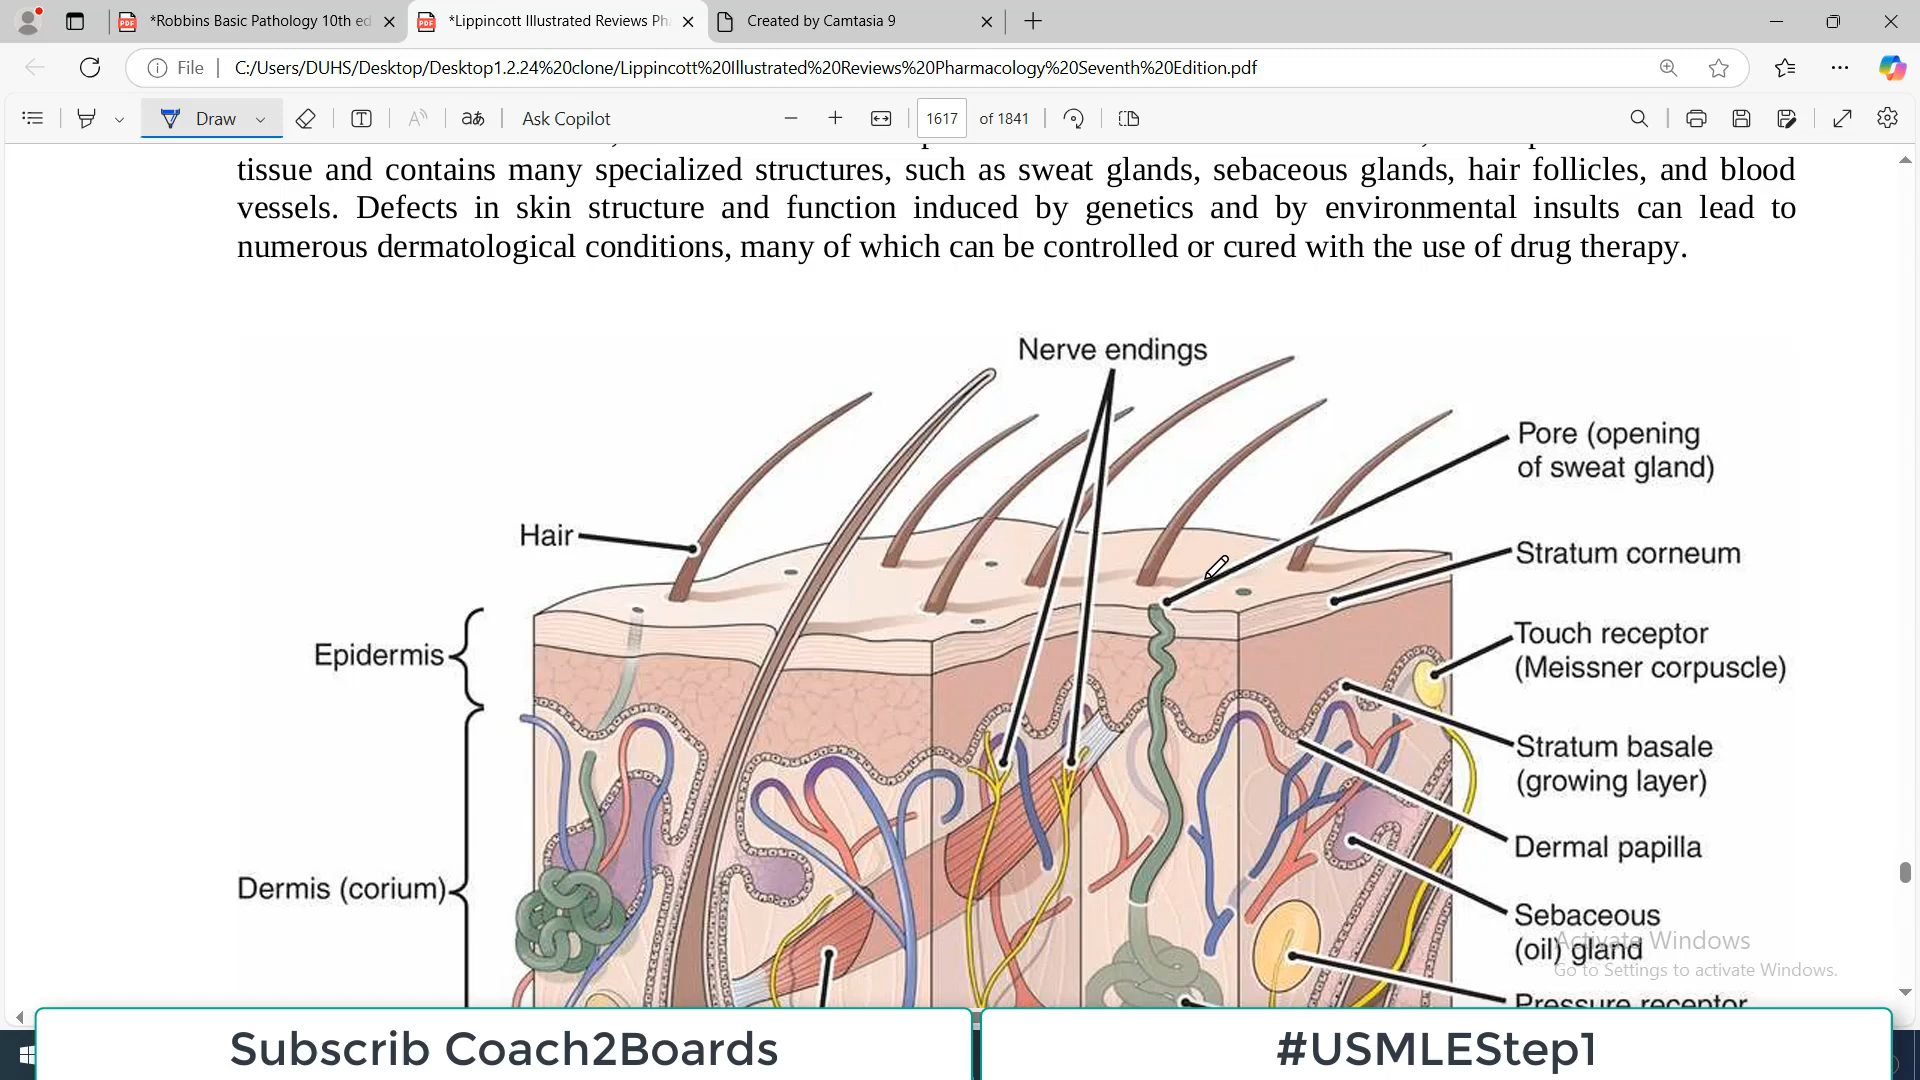 *Robbins Basic Pathology 10th ed
*Lippincott Illustrated Reviews Ph
Created by Camtasia 9
File
C:/Users/DUHS/Desktop/Desktop1.2.24%20clone/Lippincott%20Illustrated%20Reviews%20Pharmacology%20Seventh%20Edition.pdf
Draw
Ask Copilot
1617 of 1841
tissue and contains many specialized structures, such as sweat glands, sebaceous glands, hair follicles, and blood
vessels. Defects in skin structure and function induced by genetics and by environmental insults can lead to
numerous dermatological conditions, many of which can be controlled or cured with the use of drug therapy.
Nerve endings
Pore (opening
of sweat gland)
Hair
Stratum corneum
Epidermis
Touch receptor
(Meissner corpuscle)
Stratum basale
(growing layer)
Dermal papilla
Dermis (corium)
Sebaceous
(oil) gland
Activate Windows
Go to Settings to activate Windows.
Pressure receptor
Subscrib Coach2Boards
#USMLEStep1